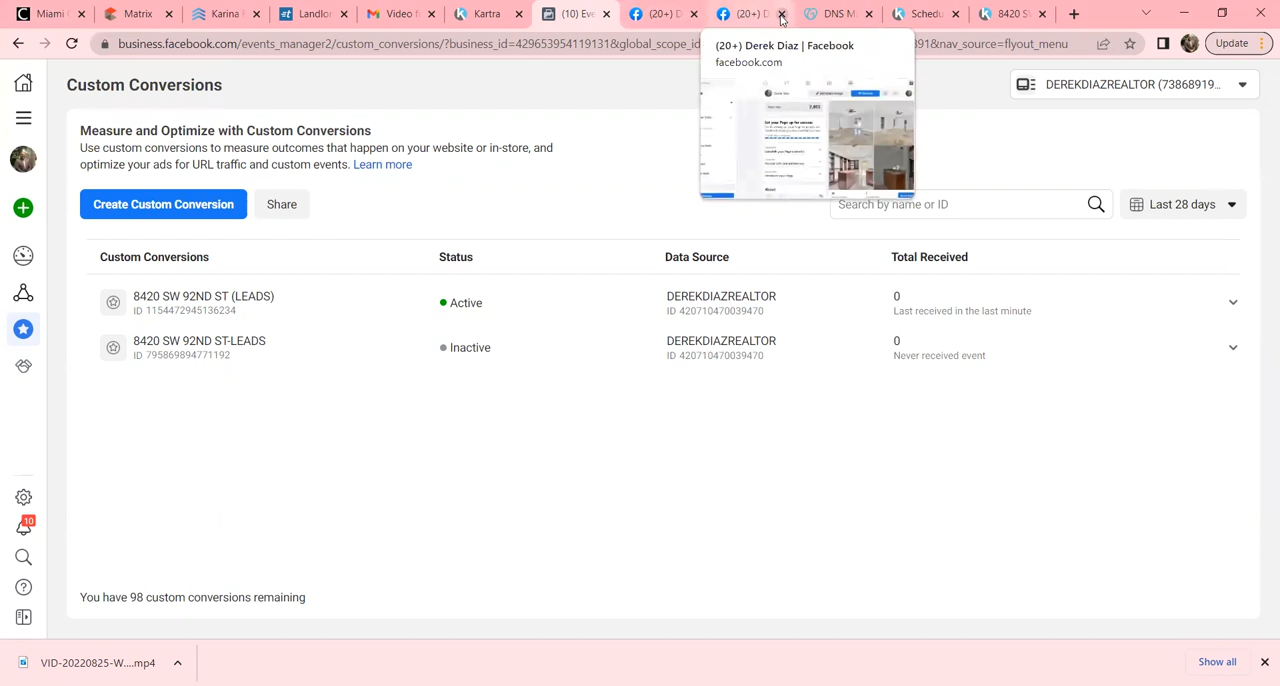 Miami C
Matrix
Karina F
Landlor
Video f
Kartra
(10) Eve
(20+) D
(20+) D
DNS M
Schedu
8420 S
business.facebook.com/events_manager2/custom_conversions/?business_id=429653954119131&global_scope_id
891&nav_source=flyout_menu
Update
(20+) Derek Diaz | Facebook
facebook.com
Custom Conversions
DEREKDIAZREALTOR (73868919...
Measure and Optimize with Custom Conversions
Use custom conversions to measure outcomes that happen on your website or in-store, and
optimize your ads for URL traffic and custom events. Learn more
Create Custom Conversion
Share
Search by name or ID
Last 28 days
Custom Conversions
Status
Data Source
Total Received
8420 SW 92ND ST (LEADS)
Active
DEREKDIAZREALTOR
0
ID 1154472945136234
ID 420710470039470
Last received in the last minute
8420 SW 92ND ST-LEADS
Inactive
DEREKDIAZREALTOR
0
ID 795869894771192
ID 420710470039470
Never received event
10
You have 98 custom conversions remaining
VID-20220825-W....mp4
Show all